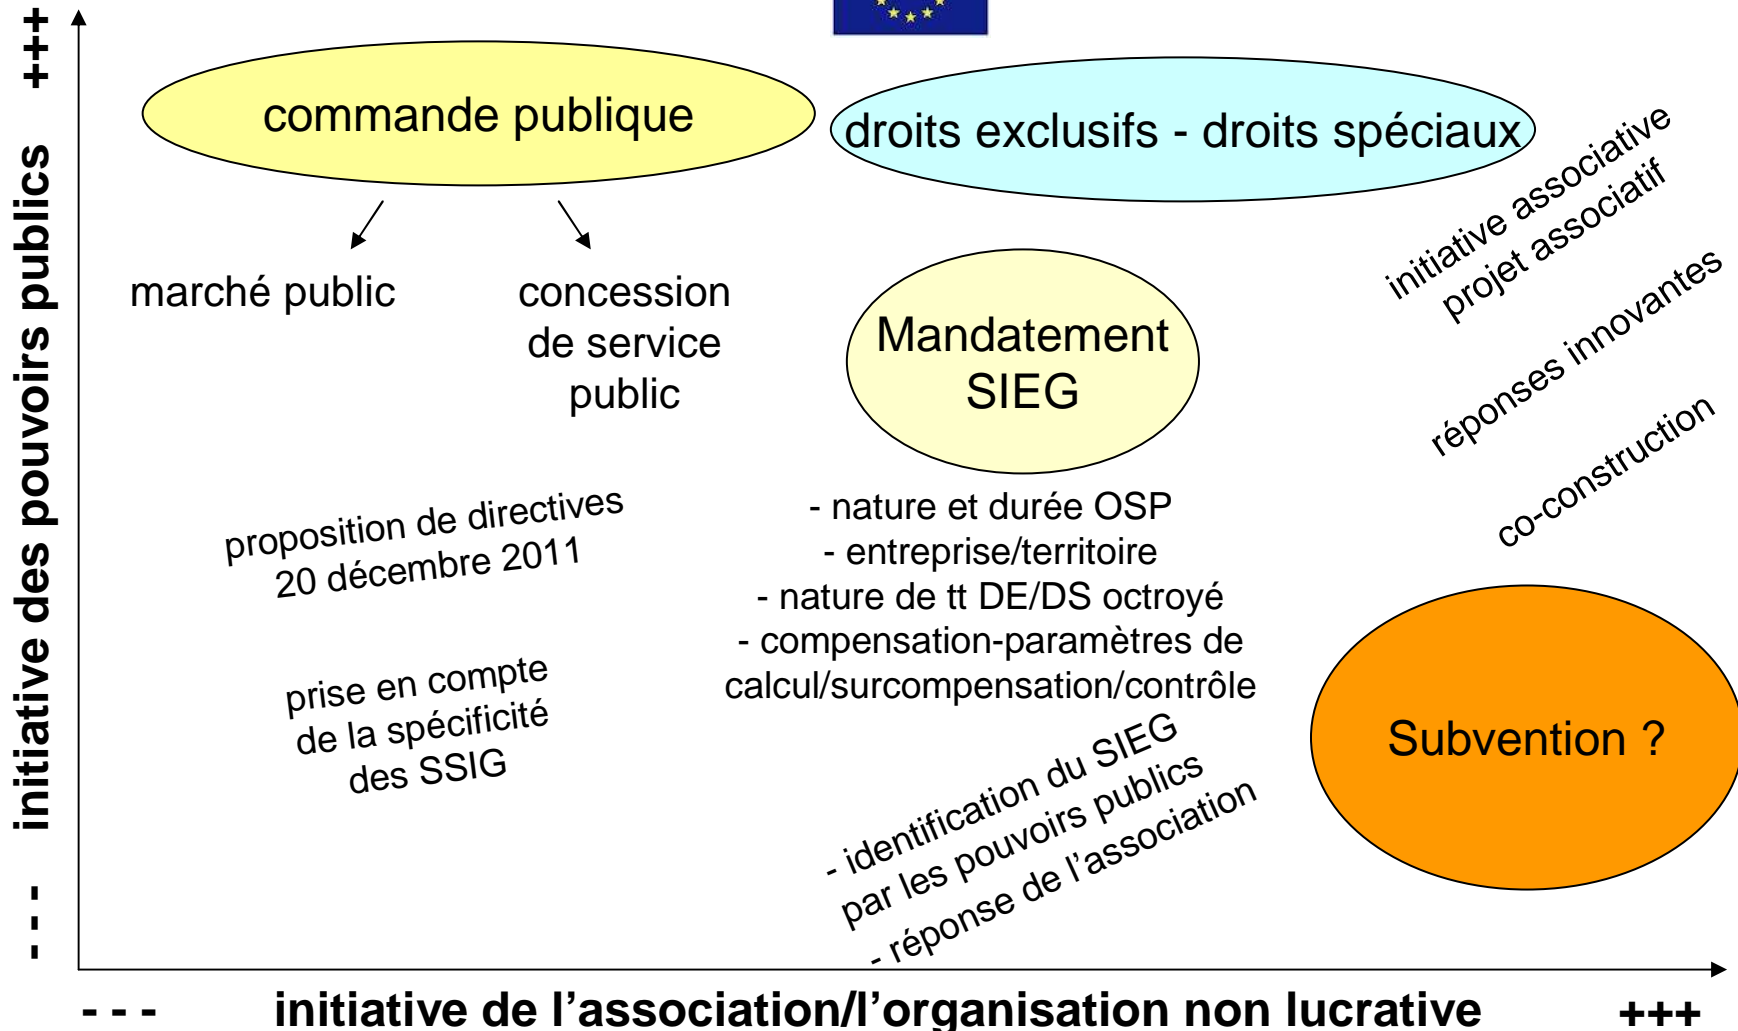 +++
initiative des pouvoirs publics
- - -
commande publique
droits exclusifs - droits spéciaux
marché public
concession
de service
public
Mandatement
SIEG
initiative associative
projet associatif
réponses innovantes
co-construction
proposition de directives
20 décembre 2011
prise en compte
de la spécificité
des SSIG
- nature et durée OSP
- entreprise/territoire
- nature de tt DE/DS octroyé
- compensation-paramètres de
calcul/surcompensation/contrôle
- identification du SIEG
par les pouvoirs publics
- réponse de l’association
Subvention ?
- - -
initiative de l’association/l’organisation non lucrative
+++